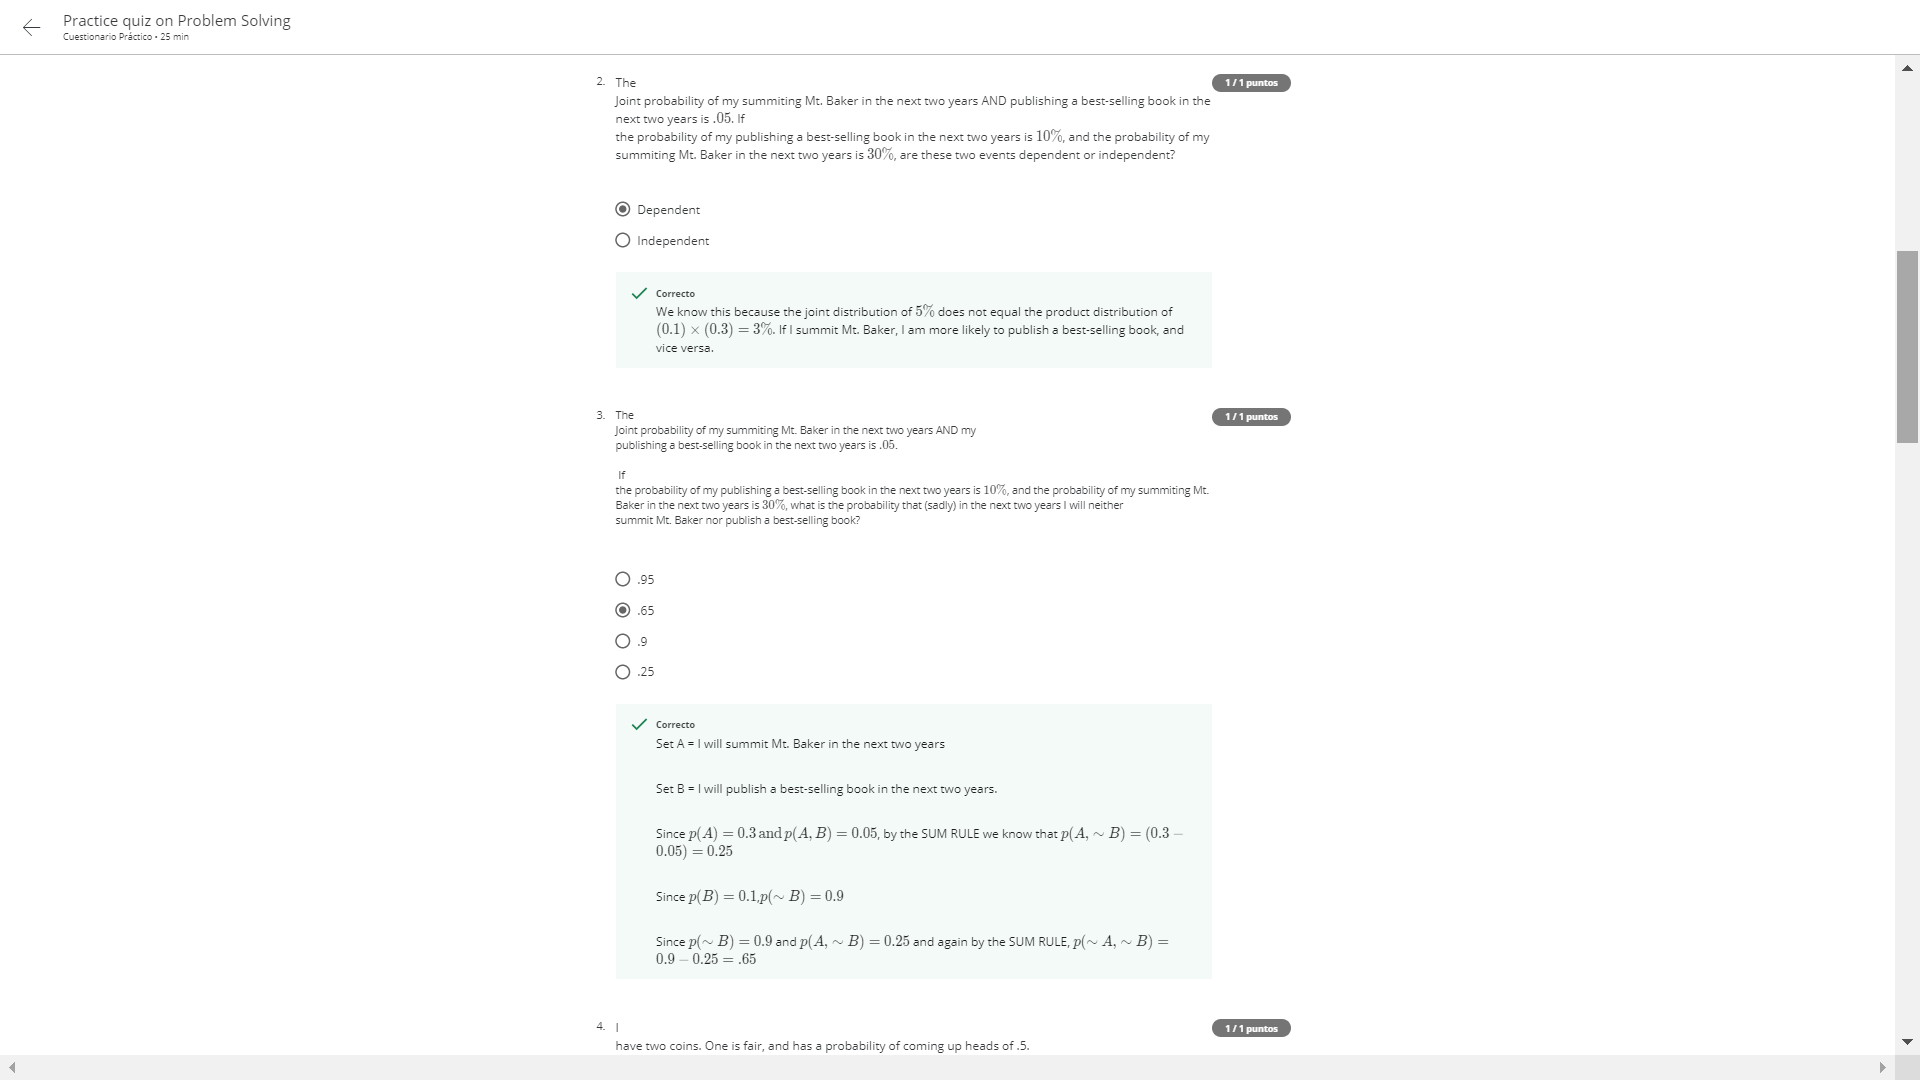 Practice quiz on Problem Solving
Cuestionario Práctico • 25 min
2. The
1 / 1 puntos
Joint probability of my summiting Mt. Baker in the next two years AND publishing a best-selling book in the
next two years is .05. If
the probability of my publishing a best-selling book in the next two years is 10%, and the probability of my
summiting Mt. Baker in the next two years is 30%, are these two events dependent or independent?
Dependent
Independent
Correcto
We know this because the joint distribution of 5% does not equal the product distribution of
(0.1) × (0.3) = 3%. If I summit Mt. Baker, I am more likely to publish a best-selling book, and
vice versa.
3. The
1 / 1 puntos
Joint probability of my summiting Mt. Baker in the next two years AND my
publishing a best-selling book in the next two years is .05.
If
the probability of my publishing a best-selling book in the next two years is 10%, and the probability of my summiting Mt.
Baker in the next two years is 30%, what is the probability that (sadly) in the next two years I will neither
summit Mt. Baker nor publish a best-selling book?
.95
.65
.9
.25
Correcto
Set A = I will summit Mt. Baker in the next two years
Set B = I will publish a best-selling book in the next two years.
Since p(A) = 0.3 and p(A, B) = 0.05, by the SUM RULE we know that p(A, ∼ B) = (0.3 −
0.05) = 0.25
Since p(B) = 0.1, p(∼ B) = 0.9
Since p(∼ B) = 0.9 and p(A, ∼ B) = 0.25 and again by the SUM RULE, p(∼ A, ∼ B) =
0.9 − 0.25 = .65
4. I
1 / 1 puntos
have two coins. One is fair, and has a probability of coming up heads of .5.